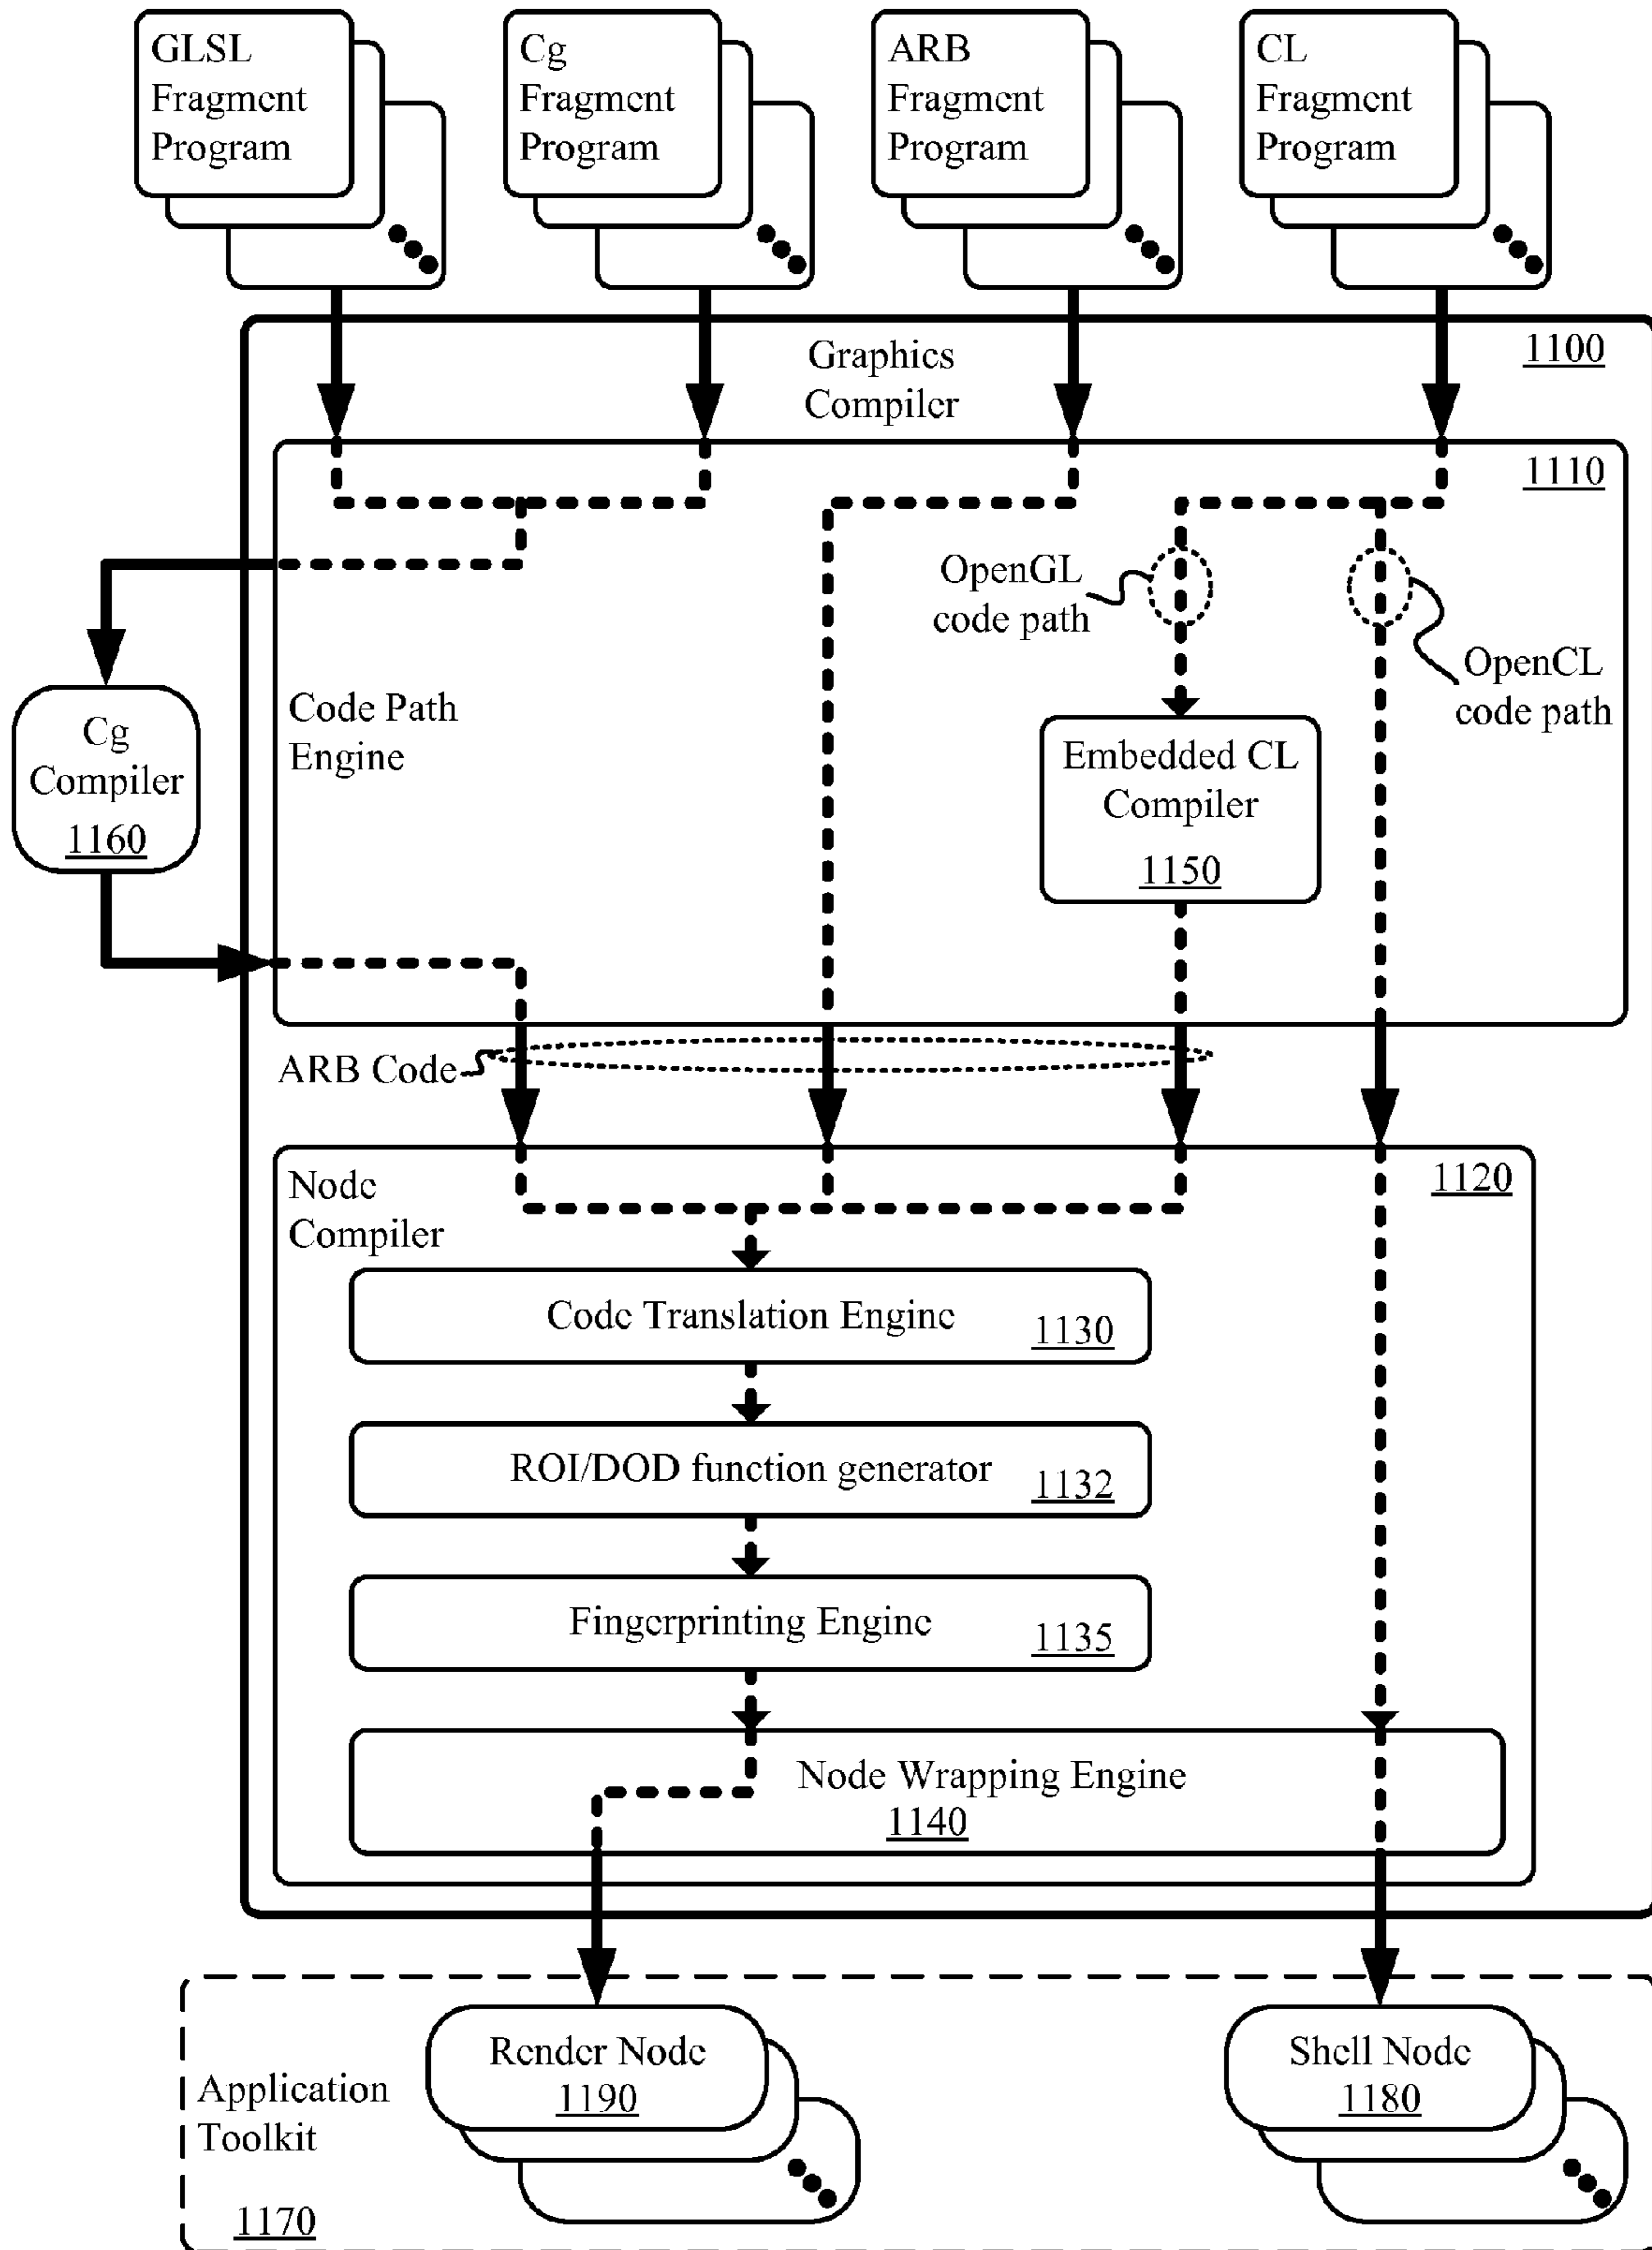 GLSL
Fragment
Program
Cg
Fragment
Program
ARB
Fragment
Program
CL
Fragment
Program
Graphics
Compiler
1100
1110
OpenGL
code path
OpenCL
code path
Code Path
Engine
Cg
Compiler
1160
Embedded CL
Compiler
1150
ARB Code
Node
Compiler
1120
Code Translation Engine
1130
ROI/DOD function generator
1132
Fingerprinting Engine
1135
Node Wrapping Engine
1140
Render Node
1190
Shell Node
1180
Application
Toolkit
1170